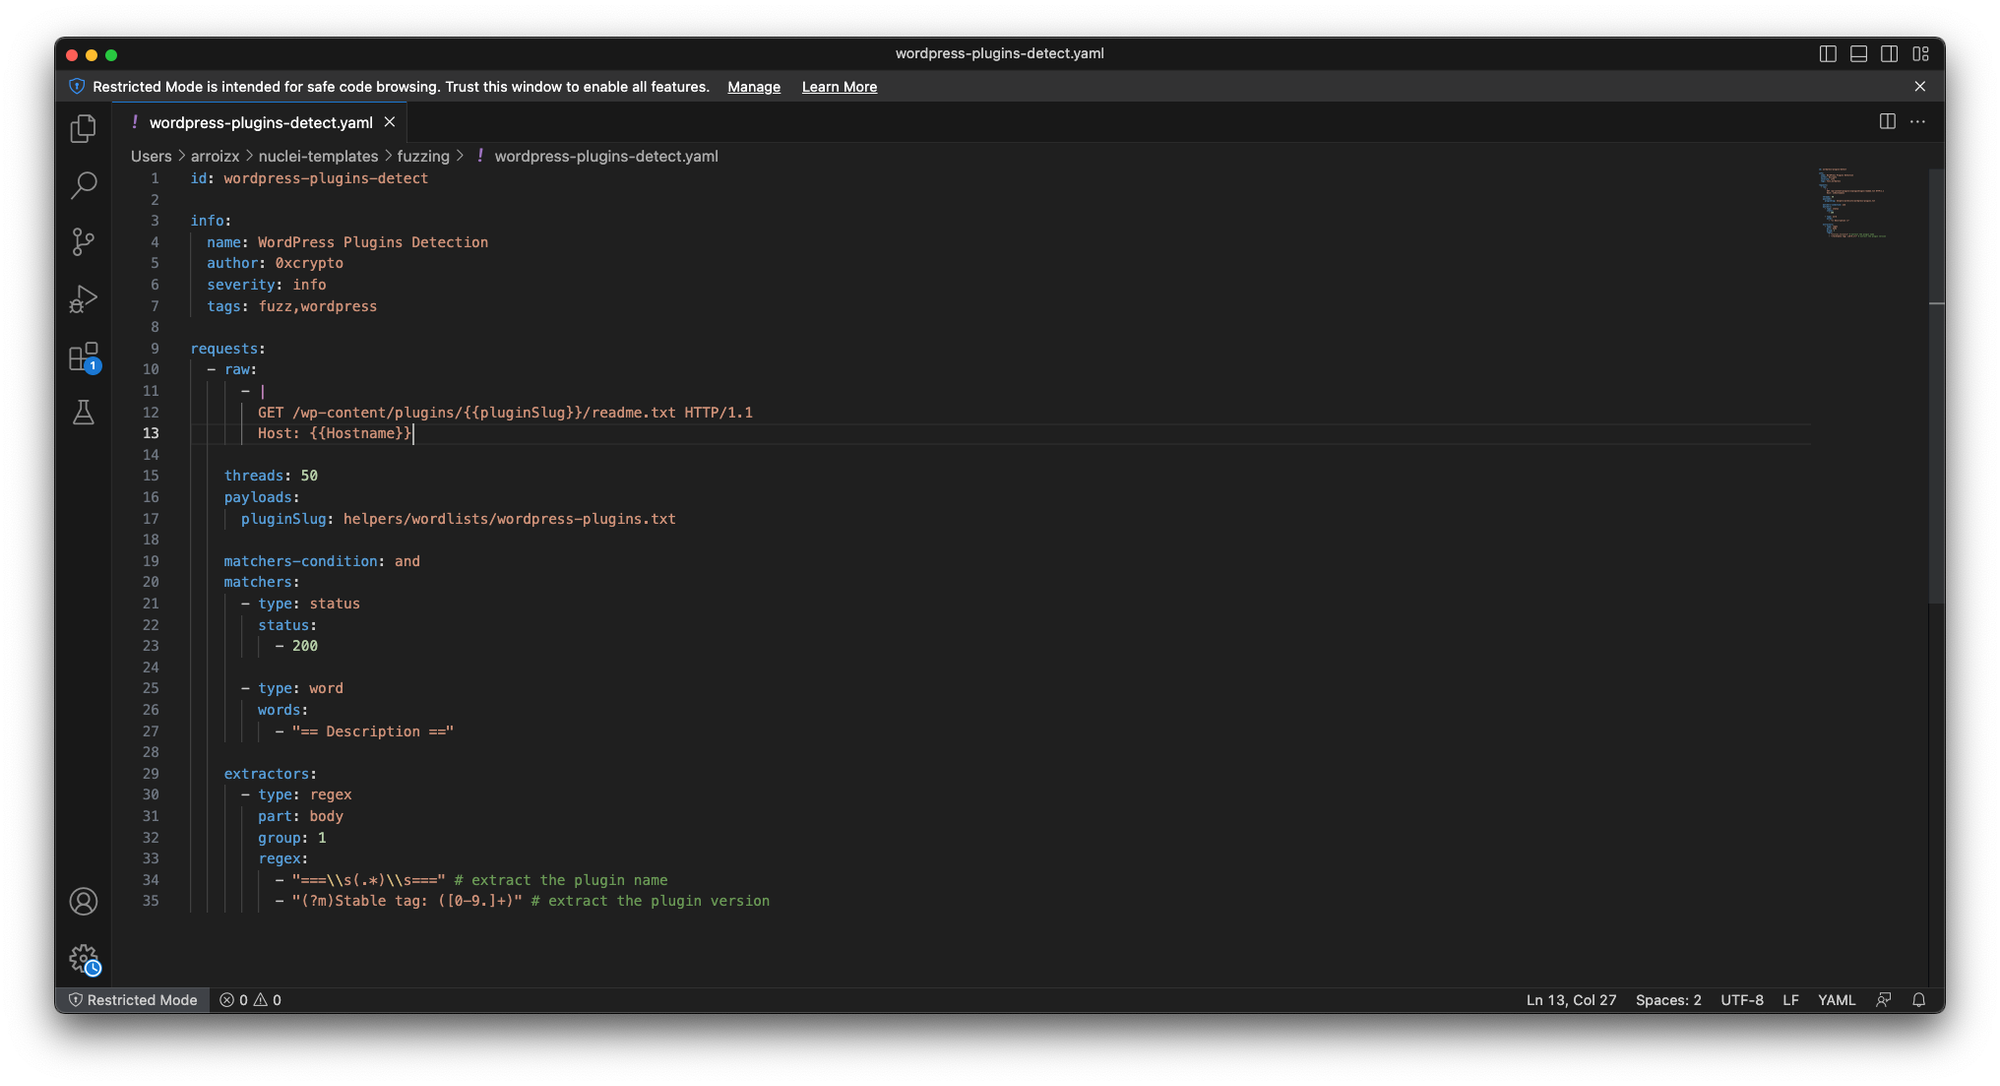 wordpress-plugins-detect.yaml
Restricted Mode is intended for safe code browsing. Trust this window to enable all features. Manage Learn More
! wordpress-plugins-detect.yaml
Users > arroizx > nuclei-templates > fuzzing > ! wordpress-plugins-detect.yaml
1 id: wordpress-plugins-detect
2
3 info:
4 name: WordPress Plugins Detection
5 author: 0xcrypto
6 severity: info
7 tags: fuzz,wordpress
8
9 requests:
10 - raw:
11 - |
12 GET /wp-content/plugins/{{pluginSlug}}/readme.txt HTTP/1.1
13 Host: {{Hostname}}
14
15 threads: 50
16 payloads:
17 pluginSlug: helpers/wordlists/wordpress-plugins.txt
18
19 matchers-condition: and
20 matchers:
21 - type: status
22 status:
23 - 200
24
25 - type: word
26 words:
27 - "== Description =="
28
29 extractors:
30 - type: regex
31 part: body
32 group: 1
33 regex:
34 - "===\\s(.*)\\s===" # extract the plugin name
35 - "(?m)Stable tag: ([0-9.]+)" # extract the plugin version
1
Restricted Mode 0 0 Ln 13, Col 27 Spaces: 2 UTF-8 LF YAML